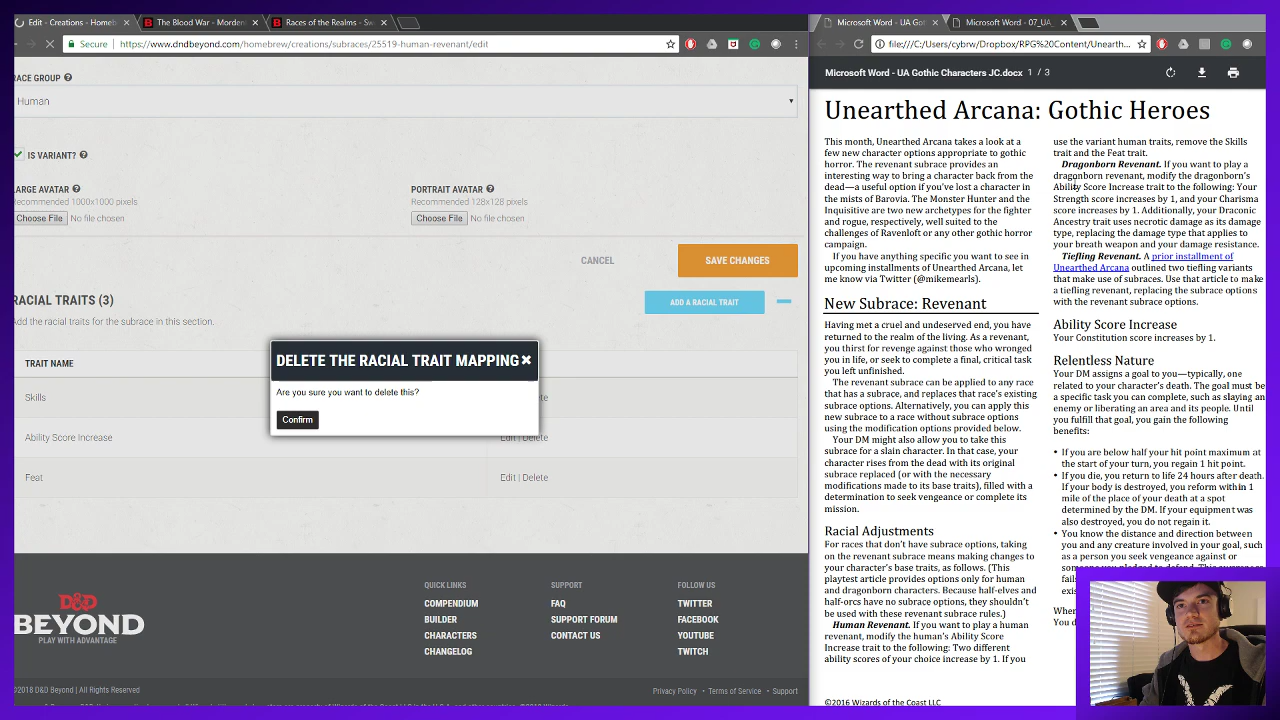 Edit - Creations - Homeb
The Blood War - Morden
Races of the Realms - Sw
Secure
https://www.dndbeyond.com/homebrew/creations/subraces/25519-human-revenant/edit
RACE GROUP
Human
IS VARIANT?
LARGE AVATAR
Recommended 1000x1000 pixels
Choose File No file chosen
PORTRAIT AVATAR
Recommended 128x128 pixels
Choose File No file chosen
CANCEL
SAVE CHANGES
RACIAL TRAITS (3)
ADD A RACIAL TRAIT
Add the racial traits for the subrace in this section.
TRAIT NAME
Skills
Ability Score Increase
Edit | Delete
Feat
Edit | Delete
DELETE THE RACIAL TRAIT MAPPING
Are you sure you want to delete this?
Confirm
D&D
BEYOND
PLAY WITH ADVANTAGE
QUICK LINKS
COMPENDIUM
BUILDER
CHARACTERS
CHANGELOG
SUPPORT
FAQ
SUPPORT FORUM
CONTACT US
FOLLOW US
TWITTER
FACEBOOK
YOUTUBE
TWITCH
©2018 D&D Beyond | All Rights Reserved
Privacy Policy
Terms of Service
Support
Microsoft Word - UA Got
Microsoft Word - 07_UA_
file:///C:/Users/cybrw/Dropbox/RPG%20Content/Unearth...
Microsoft Word - UA Gothic Characters JC.docx 1 / 3
Unearthed Arcana: Gothic Heroes
This month, Unearthed Arcana takes a look at a
few new character options appropriate to gothic
horror. The revenant subrace provides an
interesting way to bring a character back from the
dead—a useful option if you've lost a character in
the mists of Barovia. The Monster Hunter and the
Inquisitive are two new archetypes for the fighter
and rogue, respectively, well suited to the
challenges of Ravenloft or any other gothic horror
campaign.
If you have anything specific you want to see in
upcoming installments of Unearthed Arcana, let
me know via Twitter (@mikemearls).
New Subrace: Revenant
Having met a cruel and undeserved end, you have
returned to the realm of the living. As a revenant,
you thirst for revenge against those who wronged
you in life, or seek to complete a final, critical task
you left unfinished.
The revenant subrace can be applied to any race
that has a subrace, and replaces that race's existing
subrace options. Alternatively, you can apply this
new subrace to a race without subrace options
using the modification options provided below.
Your DM might also allow you to take this
subrace for a slain character. In that case, your
character rises from the dead with its original
subrace replaced (or with the necessary
modifications made to its base traits), filled with a
determination to seek vengeance or complete its
mission.
Racial Adjustments
For races that don't have subrace options, taking
on the revenant subrace means making changes to
your character's base traits, as follows. (This
playtest article provides options only for human
and dragonborn characters. Because half-elves and
half-orcs have no subrace options, they shouldn't
be used with these revenant subrace rules.)
Human Revenant. If you want to play a human
revenant, modify the human's Ability Score
Increase trait to the following: Two different
ability scores of your choice increase by 1. If you
©2016 Wizards of the Coast LLC
use the variant human traits, remove the Skills
trait and the Feat trait.
Dragonborn Revenant. If you want to play a
dragonborn revenant, modify the dragonborn's
Ability Score Increase trait to the following: Your
Strength score increases by 1, and your Charisma
score increases by 1. Additionally, your Draconic
Ancestry trait uses necrotic damage as its damage
type, replacing the damage type that applies to
your breath weapon and your damage resistance.
Tiefling Revenant. A prior installment of
Unearthed Arcana outlined two tiefling variants
that make use of subraces. Use that article to make
a tiefling revenant, replacing the subrace options
with the revenant subrace options.
Ability Score Increase
Your Constitution score increases by 1.
Relentless Nature
Your DM assigns a goal to you—typically, one
related to your character's death. The goal must be
a specific task you can complete, such as slaying an
enemy or liberating an area and its people. Until
you fulfill that goal, you gain the following
benefits:
• If you are below half your hit point maximum at
the start of your turn, you regain 1 hit point.
• If you die, you return to life 24 hours after death.
If your body is destroyed, you reform within 1
mile of the place of your death at a spot
determined by the DM. If your equipment was
also destroyed, you do not regain it.
• You know the distance and direction between
you and any creature involved in your goal, such
as a person you seek vengeance against or